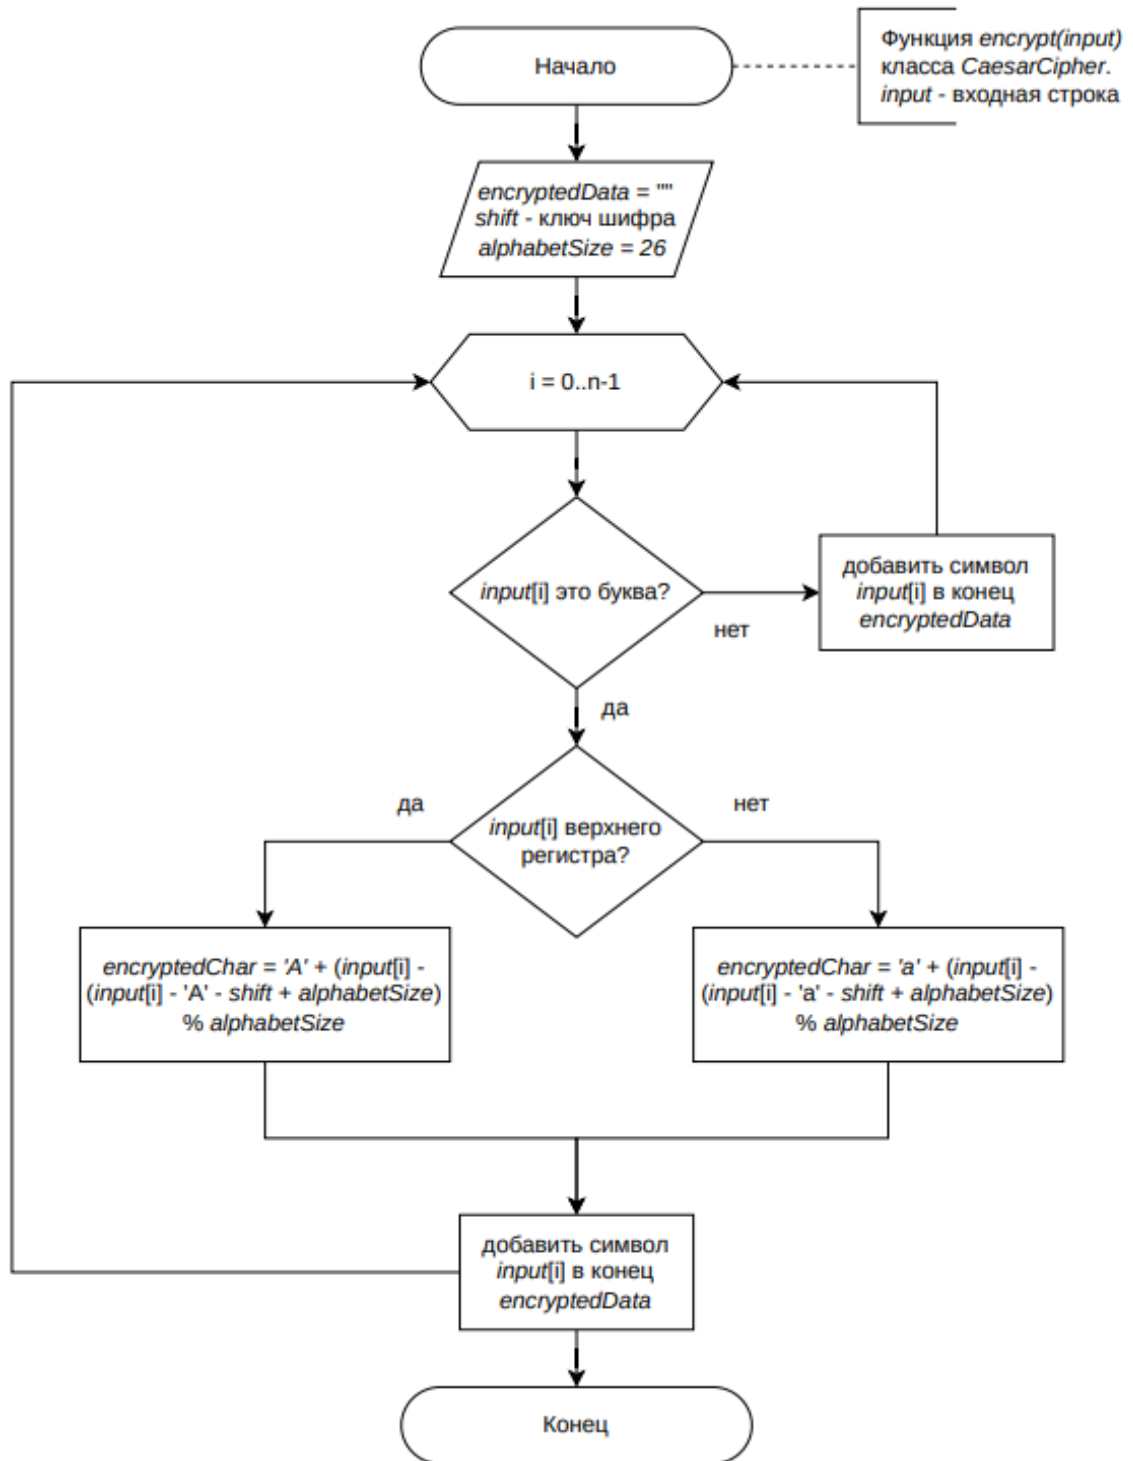 Начало
Функция encrypt(input)
класса CaesarCipher.
input - входная строка
encryptedData = ""
shift - ключ шифра
alphabetSize = 26
i = 0..n-1
input[i] это буква?
нет
добавить символ
input[i] в конец
encryptedData
да
input[i] верхнего
регистра?
да
нет
encryptedChar = 'A' + (input[i] -
(input[i] - 'A' - shift + alphabetSize)
% alphabetSize
encryptedChar = 'a' + (input[i] -
(input[i] - 'a' - shift + alphabetSize)
% alphabetSize
добавить символ
input[i] в конец
encryptedData
Конец